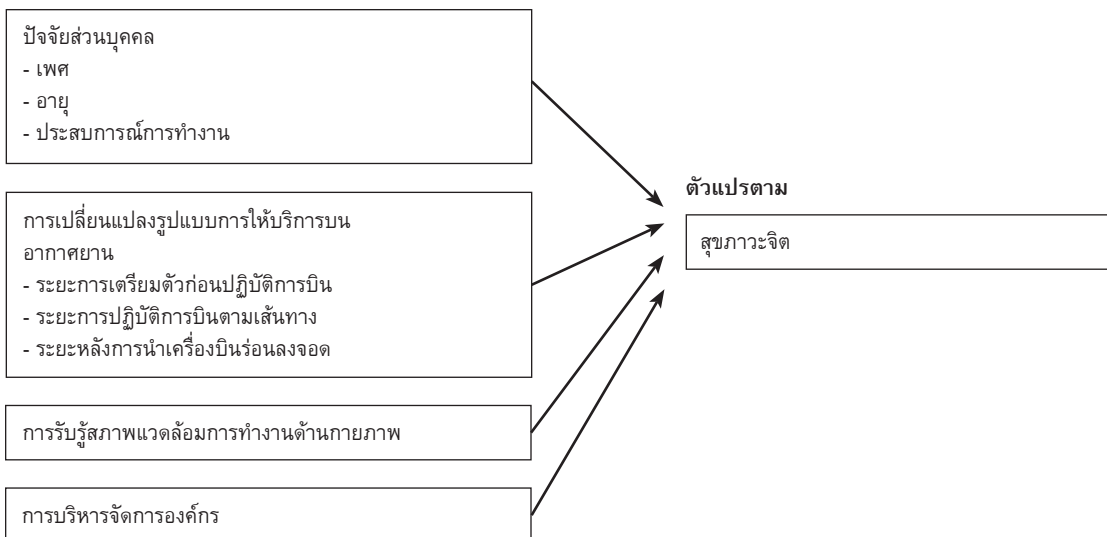 ปัจจัยส่วนบุคคล
- เพศ
- อายุ
- ประสบการณ์การทำงาน
การเปลี่ยนแปลงรูปแบบการให้บริการบน
อากาศยาน
- ระยะการเตรียมตัวก่อนปฏิบัติการบิน
- ระยะการปฏิบัติการบินตามเส้นทาง
- ระยะหลังการนำเครื่องบินร่อนลงจอด
การรับรู้สภาพแวดล้อมการทำงานด้านกายภาพ
การบริหารจัดการองค์กร
ตัวแปรตาม
สุขภาวะจิต